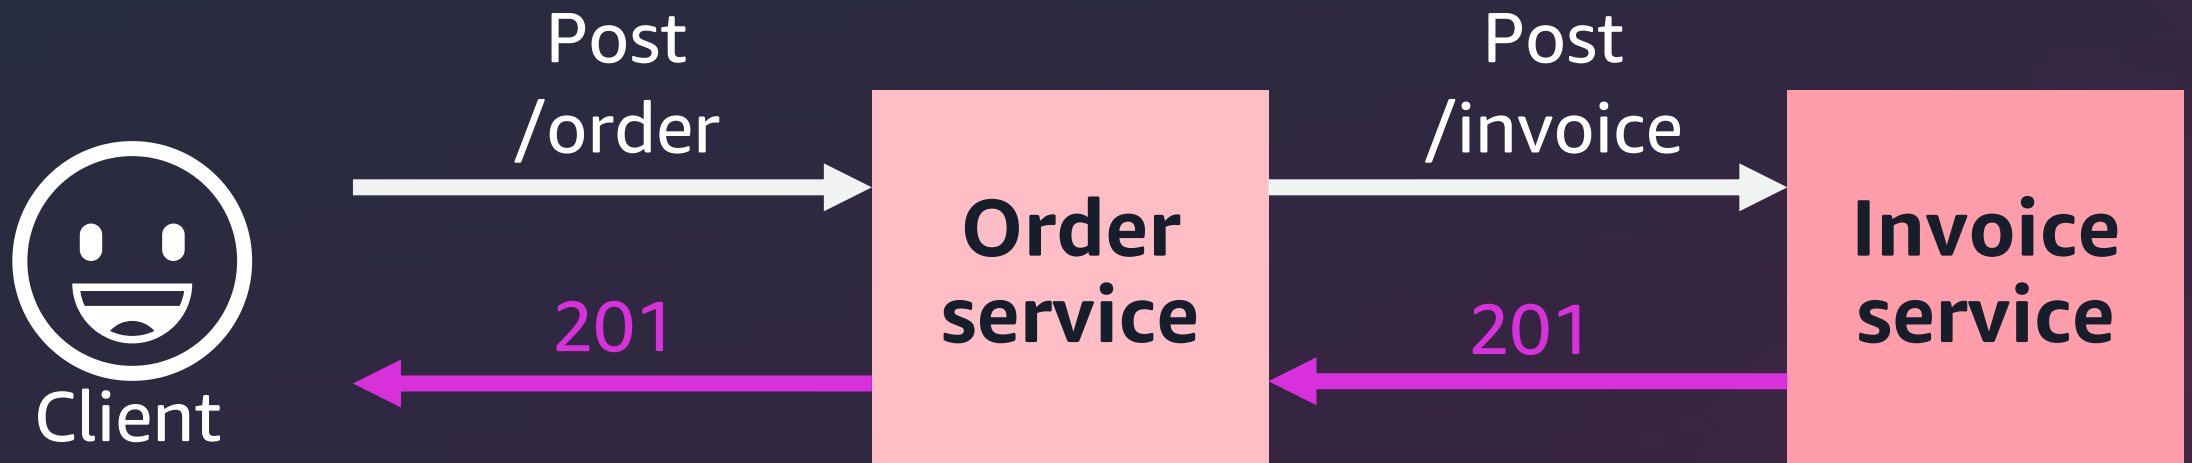 Post
/order
Post
/invoice
Order
service
Invoice
service
201
201
Client